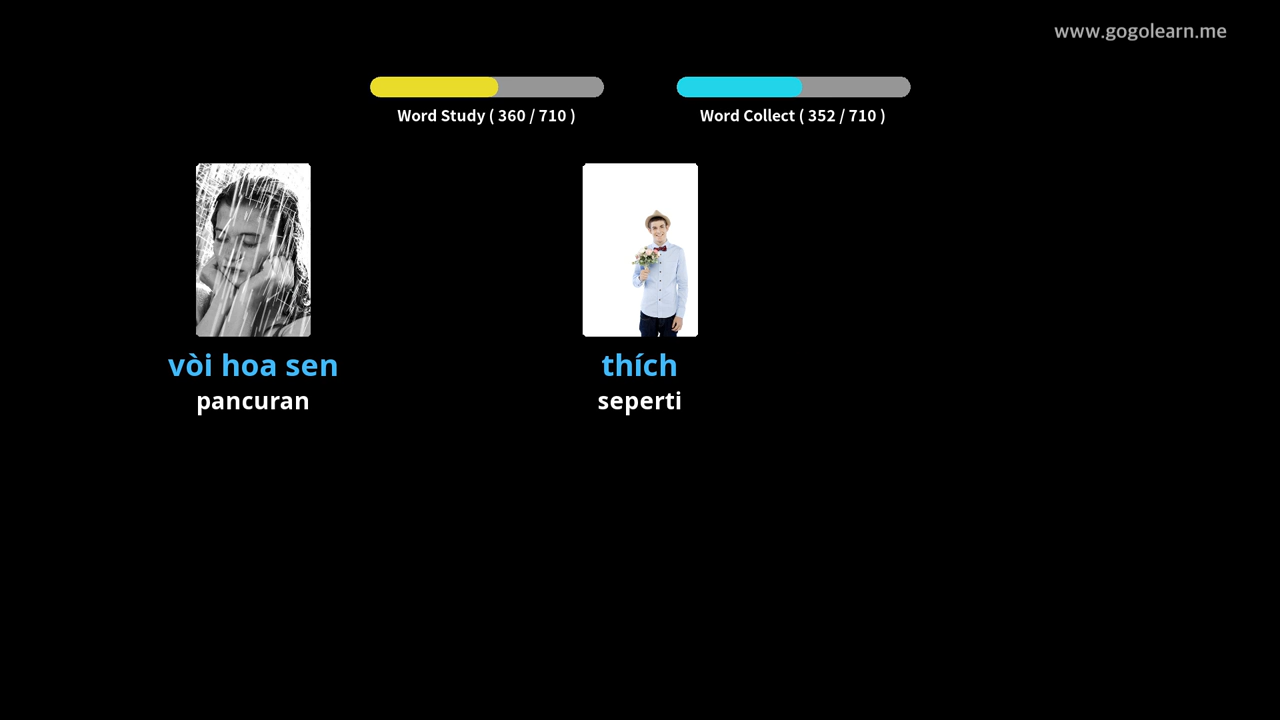 www.gogolearn.me
Word Study ( 360 / 710 )
Word Collect ( 352 / 710 )
vòi hoa sen
pancuran
thích
seperti